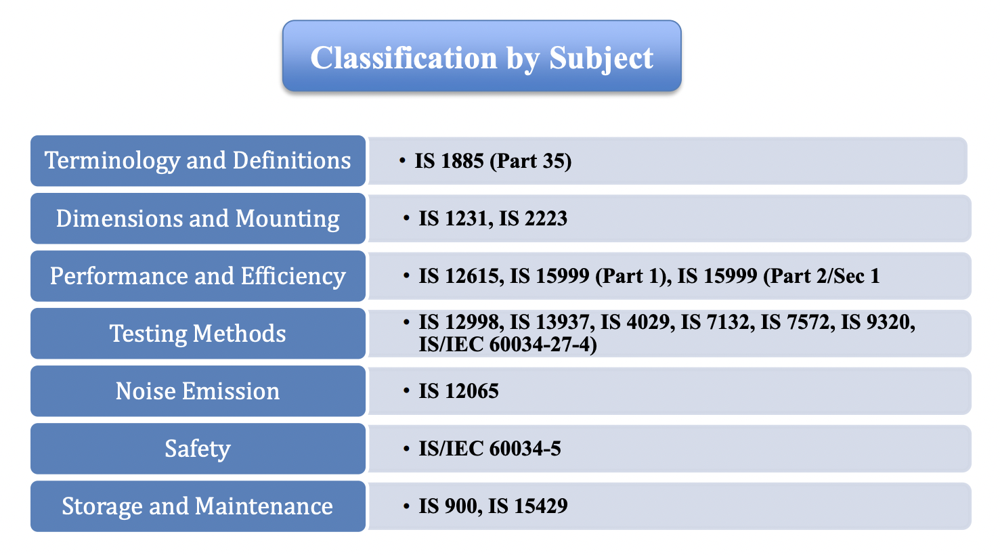 Classification by Subject
Terminology and Definitions
• IS 1885 (Part 35)
Dimensions and Mounting
• IS 1231, IS 2223
Performance and Efficiency
• IS 12615, IS 15999 (Part 1), IS 15999 (Part 2/Sec 1
Testing Methods
• IS 12998, IS 13937, IS 4029, IS 7132, IS 7572, IS 9320,
IS/IEC 60034-27-4)
Noise Emission
• IS 12065
Safety
• IS/IEC 60034-5
Storage and Maintenance
• IS 900, IS 15429